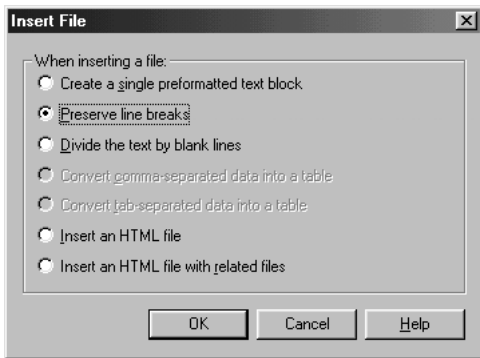 Insert File
When inserting a file:
Create a single preformatted text block
Preserve line breaks
Divide the text by blank lines
Convert comma-separated data into a table
Convert tab-separated data into a table
Insert an HTML file
Insert an HTML file with related files
OK Cancel Help